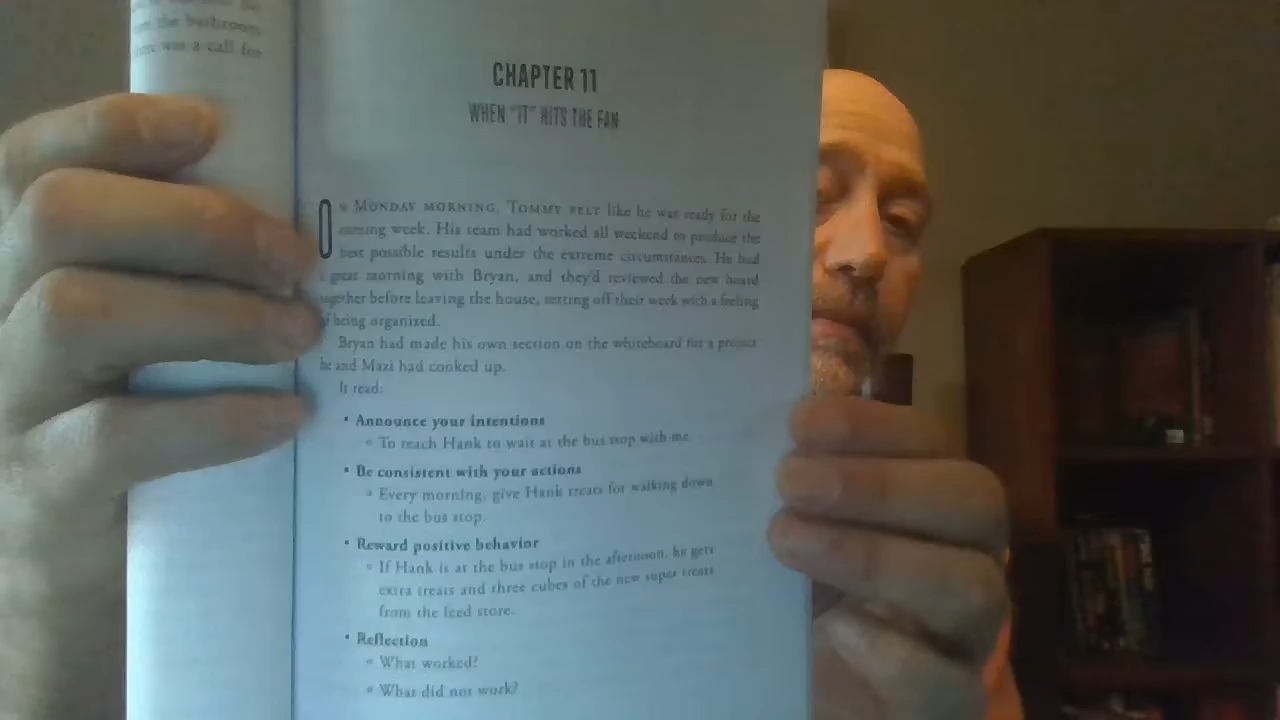 the bathroom
was a call for
CHAPTER 11
WHEN "IT" HITS THE FAN
On Monday morning, Tommy felt like he was ready for the
coming week. His team had worked all weekend to produce the
best possible results under the extreme circumstances. He had
a great morning with Bryan, and they'd reviewed the new board
together before leaving the house, setting off their week with a feeling
of being organized.
Bryan had made his own section on the whiteboard for a project
he and Mazi had cooked up.
It read:
• Announce your intentions
° To teach Hank to wait at the bus stop with me
• Be consistent with your actions
° Every morning, give Hank treats for walking down
to the bus stop.
• Reward positive behavior
° If Hank is at the bus stop in the afternoon, he gets
extra treats and three cubes of the new super treats
from the feed store.
• Reflection
° What worked?
° What did not work?